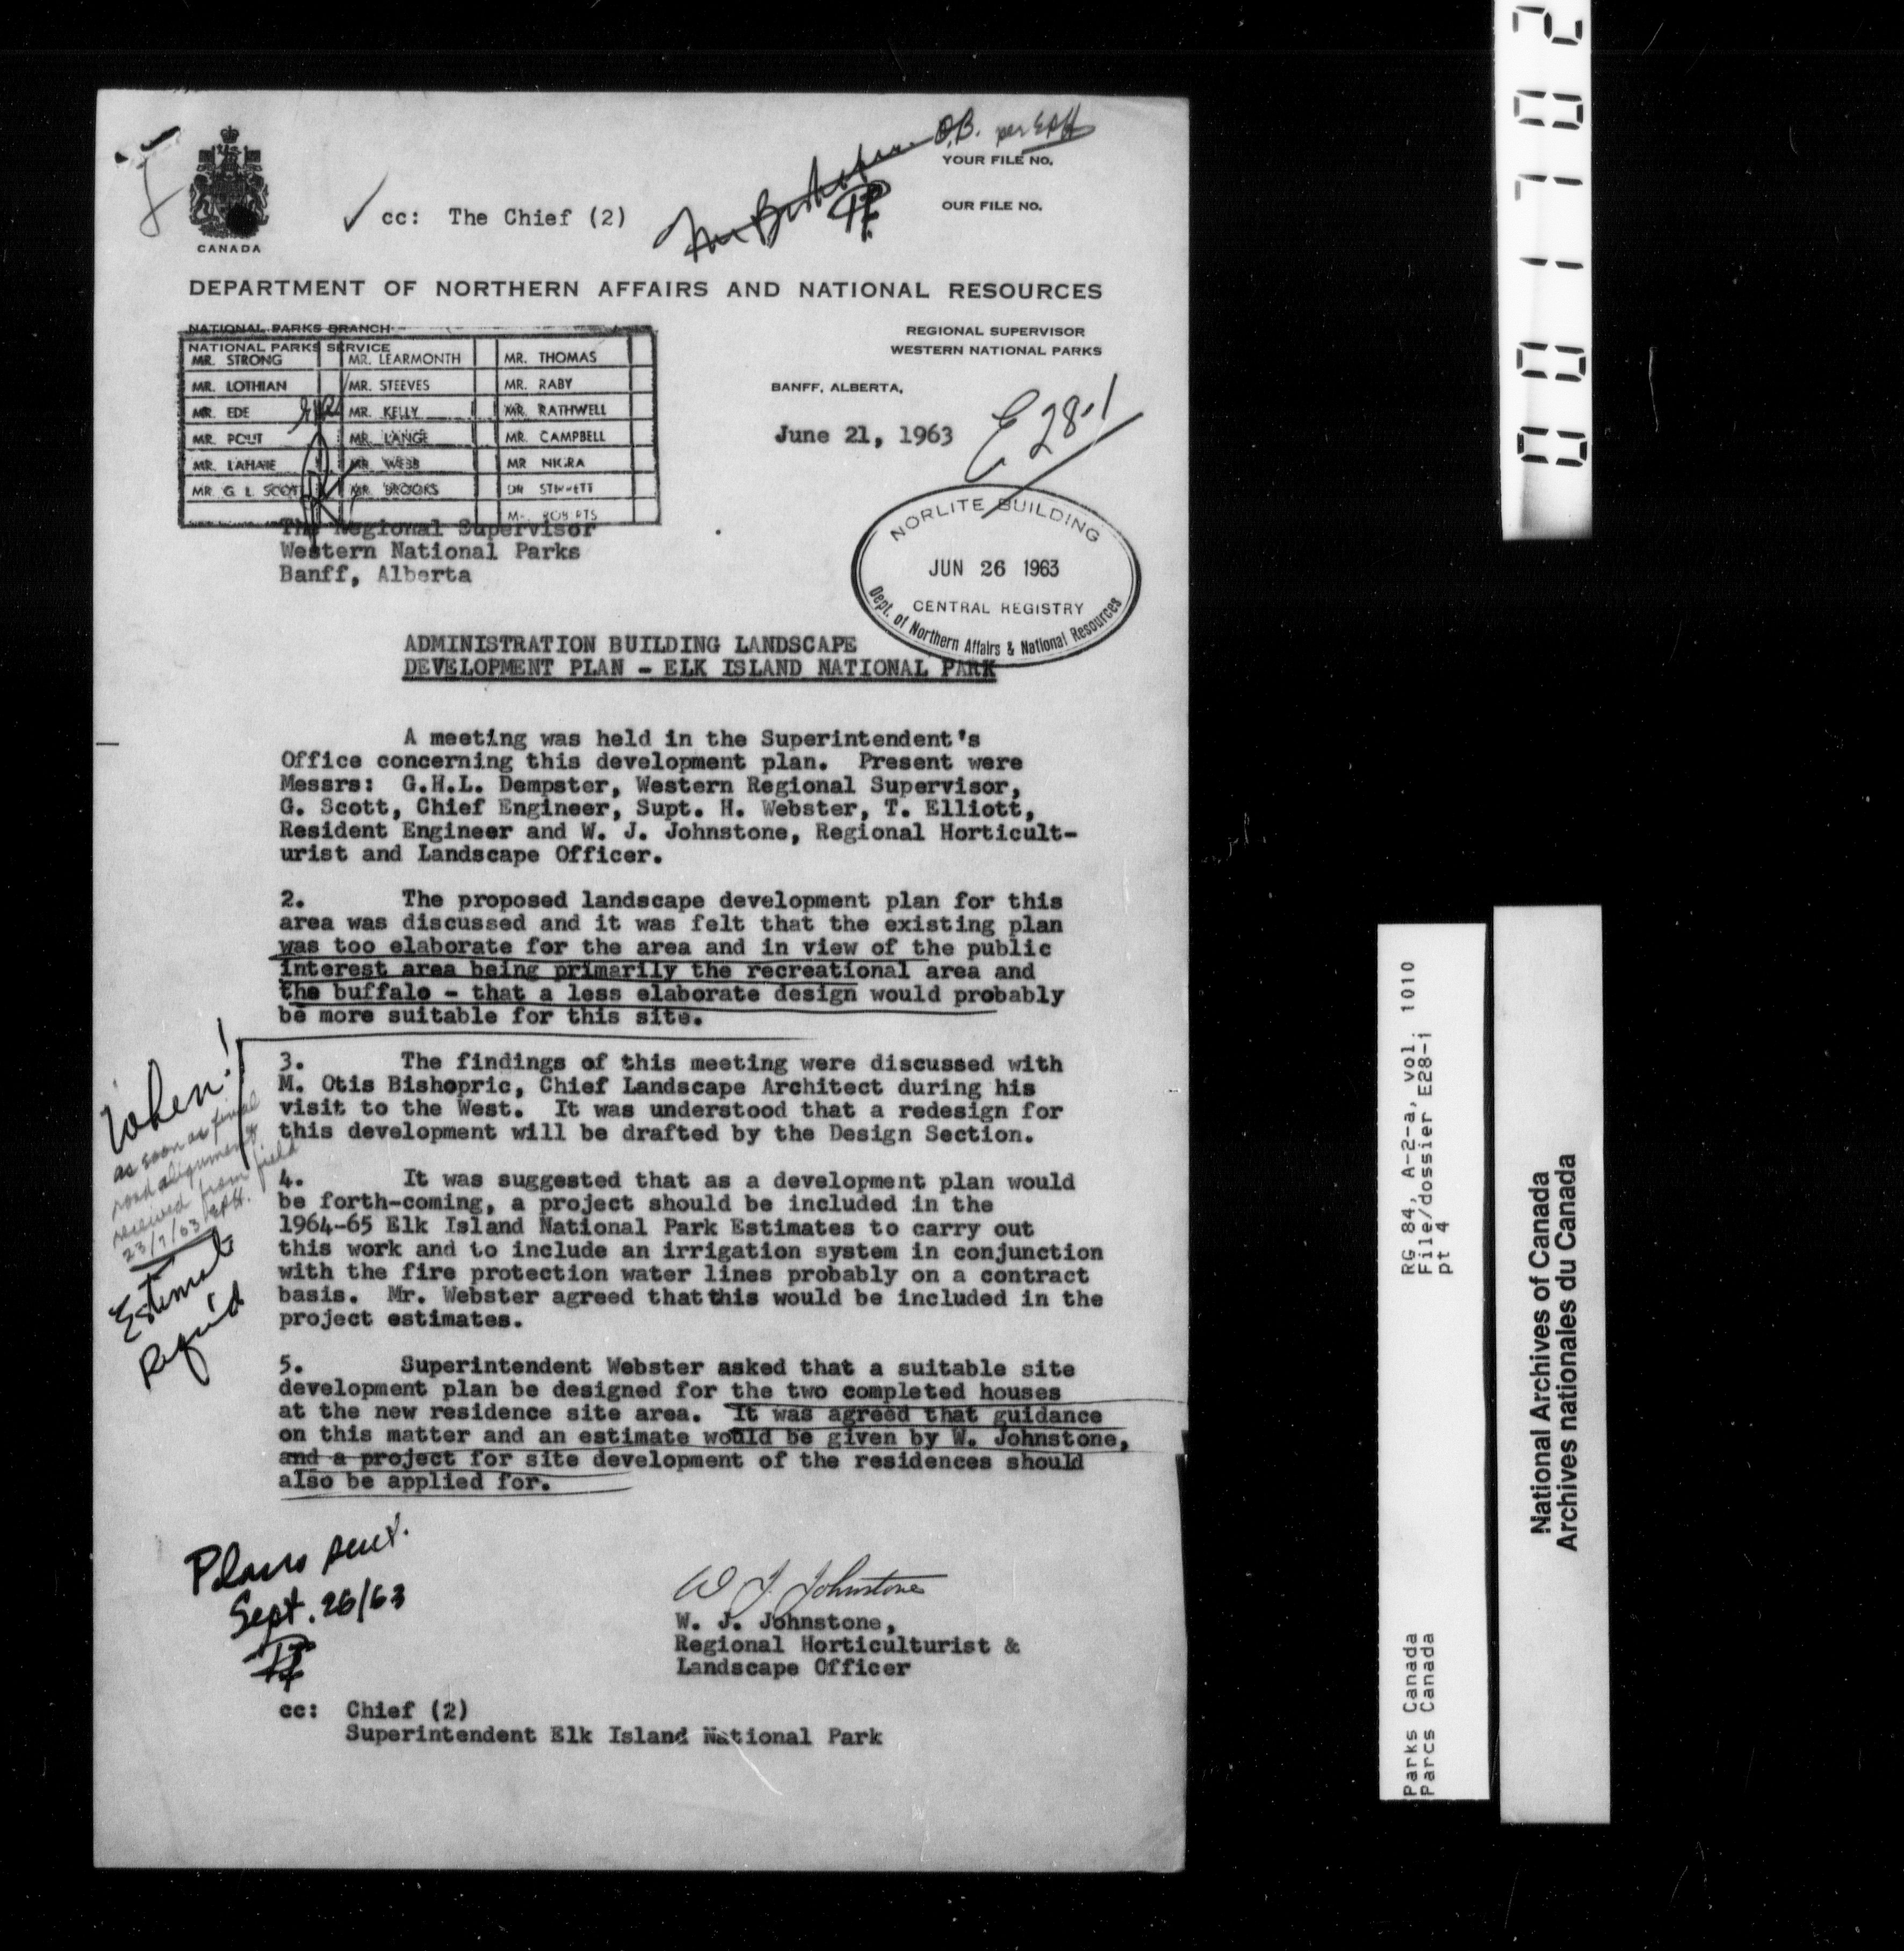 O.B. per EPH
YOUR FILE NO.
OUR FILE NO.
cc: The Chief (2)
CANADA
DEPARTMENT OF NORTHERN AFFAIRS AND NATIONAL RESOURCES
NATIONAL PARKS BRANCH
NATIONAL PARKS SERVICE
REGIONAL SUPERVISOR
WESTERN NATIONAL PARKS
MR. STRONG MR. LEARMONTH MR. THOMAS
MR. LOTHIAN MR. STEEVES MR. RABY
MR. EDE MR. KELLY MR. RATHWELL
MR. POUT MR. LANGE MR. CAMPBELL
MR. LAHAIE MR. WEBB MR NIGRA
MR. G. L. SCOTT MR. BROOKS DR
BANFF, ALBERTA,
June 21, 1963
E 28-1
NORLITE BUILDING
JUN 26 1963
CENTRAL REGISTRY
Dept. of Northern Affairs & National Resources
The Regional Supervisor
Western National Parks
Banff, Alberta
ADMINISTRATION BUILDING LANDSCAPE
DEVELOPMENT PLAN - ELK ISLAND NATIONAL PARK
A meeting was held in the Superintendent's
Office concerning this development plan. Present were
Messrs: G.H.L. Dempster, Western Regional Supervisor,
G. Scott, Chief Engineer, Supt. H. Webster, T. Elliott,
Resident Engineer and W. J. Johnstone, Regional Horticult-
urist and Landscape Officer.
2. The proposed landscape development plan for this
area was discussed and it was felt that the existing plan
was too elaborate for the area and in view of the public
interest area being primarily the recreational area and
the buffalo - that a less elaborate design would probably
be more suitable for this site.
3. The findings of this meeting were discussed with
M. Otis Bishopric, Chief Landscape Architect during his
visit to the West. It was understood that a redesign for
this development will be drafted by the Design Section.
When!
as soon as final
road alignment
received from field
23/7/63 EPH.
4. It was suggested that as a development plan would
be forth-coming, a project should be included in the
1964-65 Elk Island National Park Estimates to carry out
this work and to include an irrigation system in conjunction
with the fire protection water lines probably on a contract
basis. Mr. Webster agreed that this would be included in the
project estimates.
Estimate
Req'd
5. Superintendent Webster asked that a suitable site
development plan be designed for the two completed houses
at the new residence site area. It was agreed that guidance
on this matter and an estimate would be given by W. Johnstone,
and a project for site development of the residences should
also be applied for.
Plans sent.
Sept. 26/63
W J Johnstone
W. J. Johnstone,
Regional Horticulturist &
Landscape Officer
cc: Chief (2)
Superintendent Elk Island National Park
001702
RG 84, A-2-a, vol. 1010
File/dossier E28-1
pt 4
Parks Canada
Parcs Canada
National Archives of Canada
Archives nationales du Canada